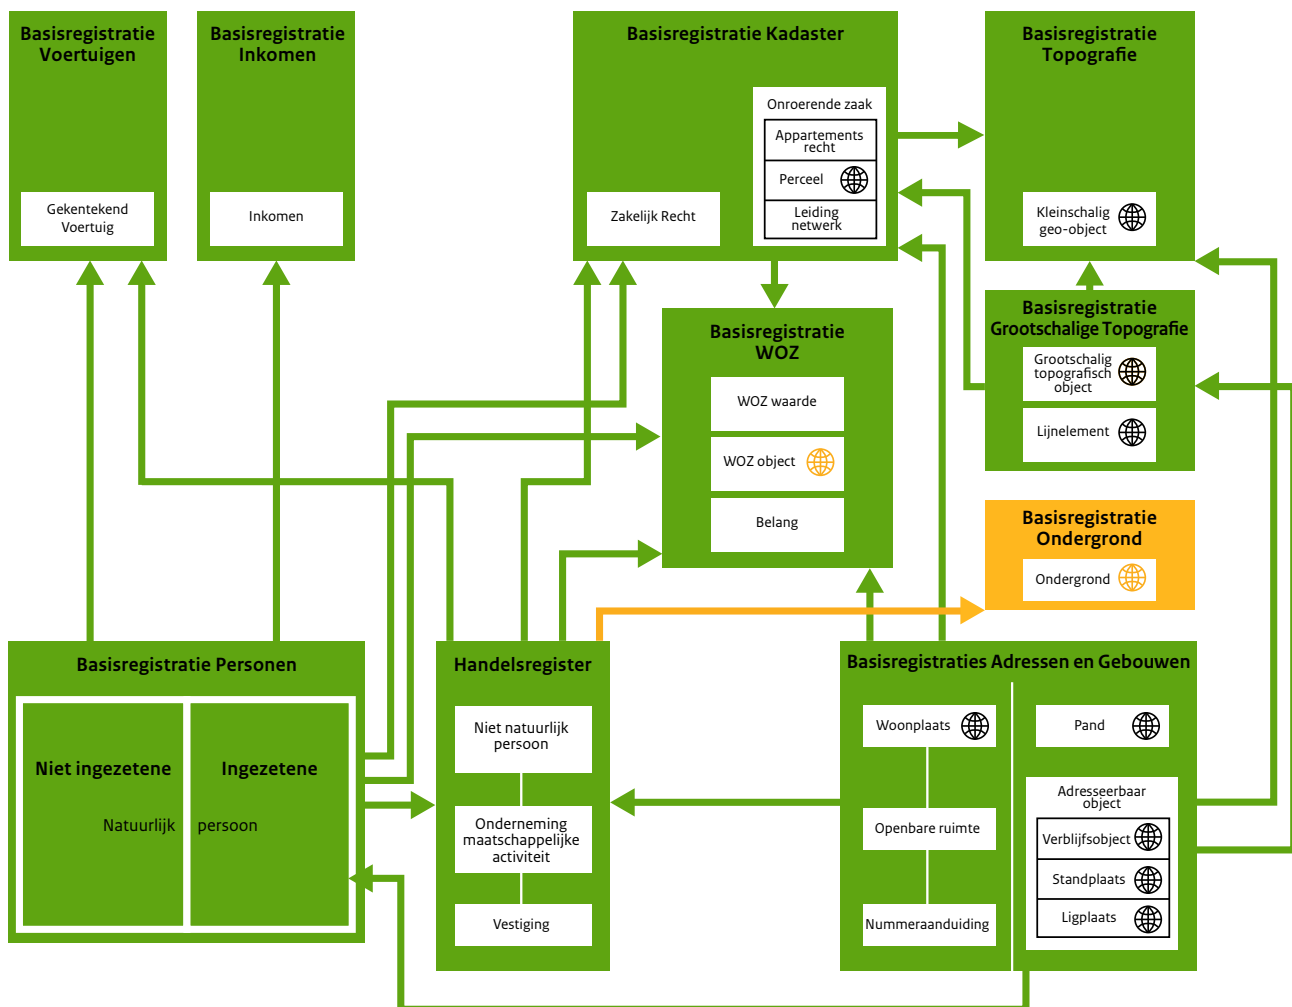 Basisregistratie
Voertuigen
Gekentekend
Voertuig
Basisregistratie
Inkomen
Inkomen
Basisregistratie Kadaster
Zakelijk Recht
Onroerende zaak
Appartements
recht
Perceel
Leiding
netwerk
Basisregistratie
Topografie
Kleinschalig
geo-object
Basisregistratie
Grootschalige Topografie
Grootschalig
topografisch
object
Lijnelement
Basisregistratie
WOZ
WOZ waarde
WOZ object
Belang
Basisregistratie
Ondergrond
Ondergrond
Basisregistratie Personen
Niet ingezetene
Ingezetene
Natuurlijk persoon
Handelsregister
Niet natuurlijk
persoon
Onderneming
maatschappelijke
activiteit
Vestiging
Basisregistraties Adressen en Gebouwen
Woonplaats
Openbare ruimte
Nummeraanduiding
Pand
Adresseerbaar
object
Verblijfsobject
Standplaats
Ligplaats